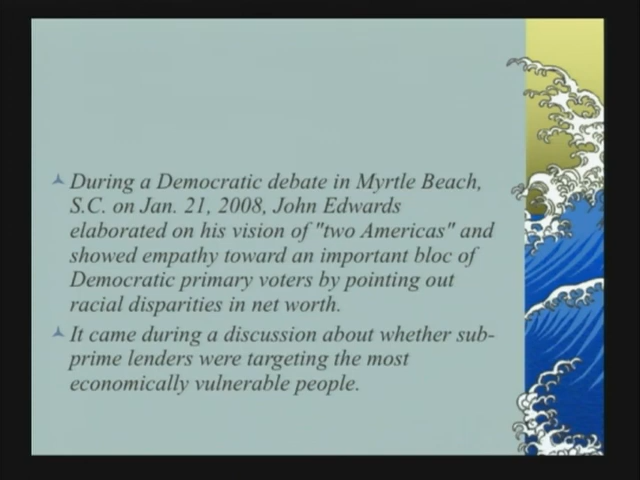 During a Democratic debate in Myrtle Beach,
S.C. on Jan. 21, 2008, John Edwards
elaborated on his vision of "two Americas" and
showed empathy toward an important bloc of
Democratic primary voters by pointing out
racial disparities in net worth.
It came during a discussion about whether sub-
prime lenders were targeting the most
economically vulnerable people.